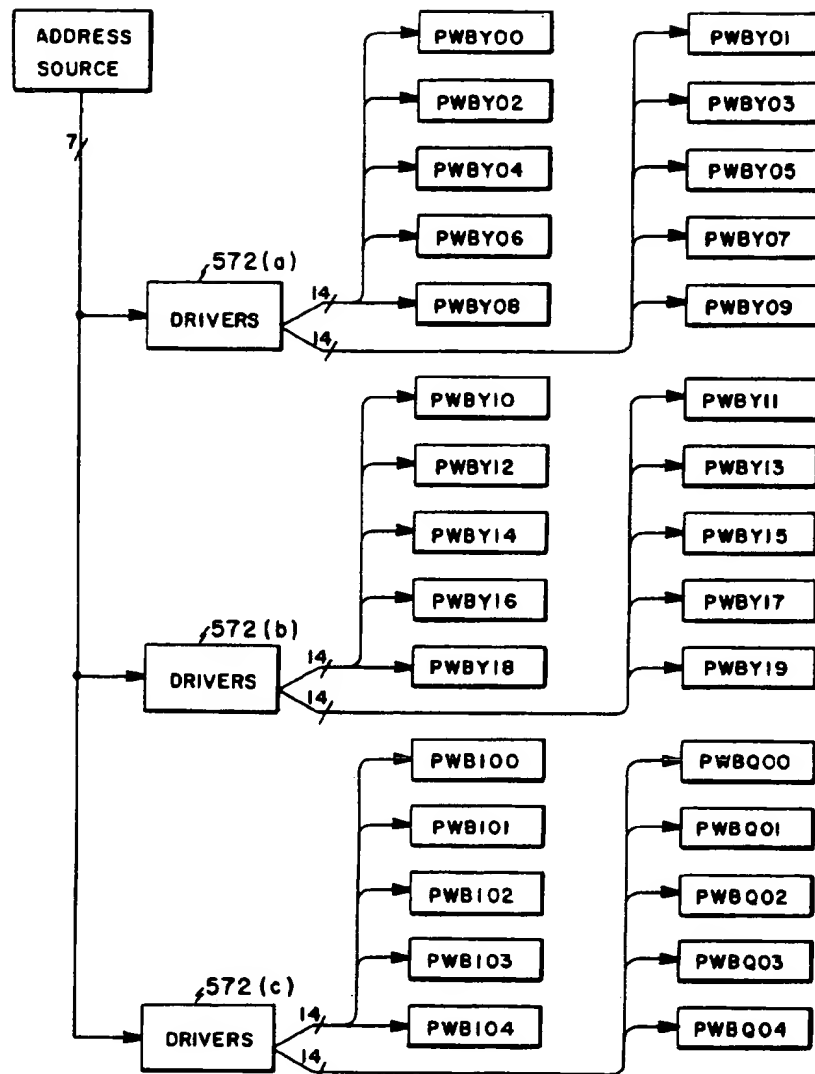 ADDRESS
SOURCE
7
PWBY00
PWBY01
PWBY02
PWBY03
PWBY04
PWBY05
PWBY06
PWBY07
572(a)
DRIVERS
14
14
PWBY08
PWBY09
PWBY10
PWBY11
PWBY12
PWBY13
PWBY14
PWBY15
PWBY16
PWBY17
572(b)
DRIVERS
14
14
PWBY18
PWBY19
PWBI00
PWBQ00
PWBI01
PWBQ01
PWBI02
PWBQ02
PWBI03
PWBQ03
572(c)
DRIVERS
14
14
PWBI04
PWBQ04